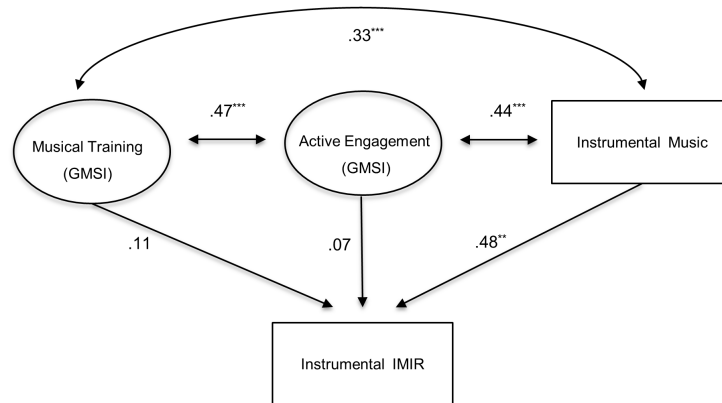 .33***
.47***
.44***
Musical Training
(GMSI)
Active Engagement
(GMSI)
Instrumental Music
.11
.07
.48**
Instrumental IMIR